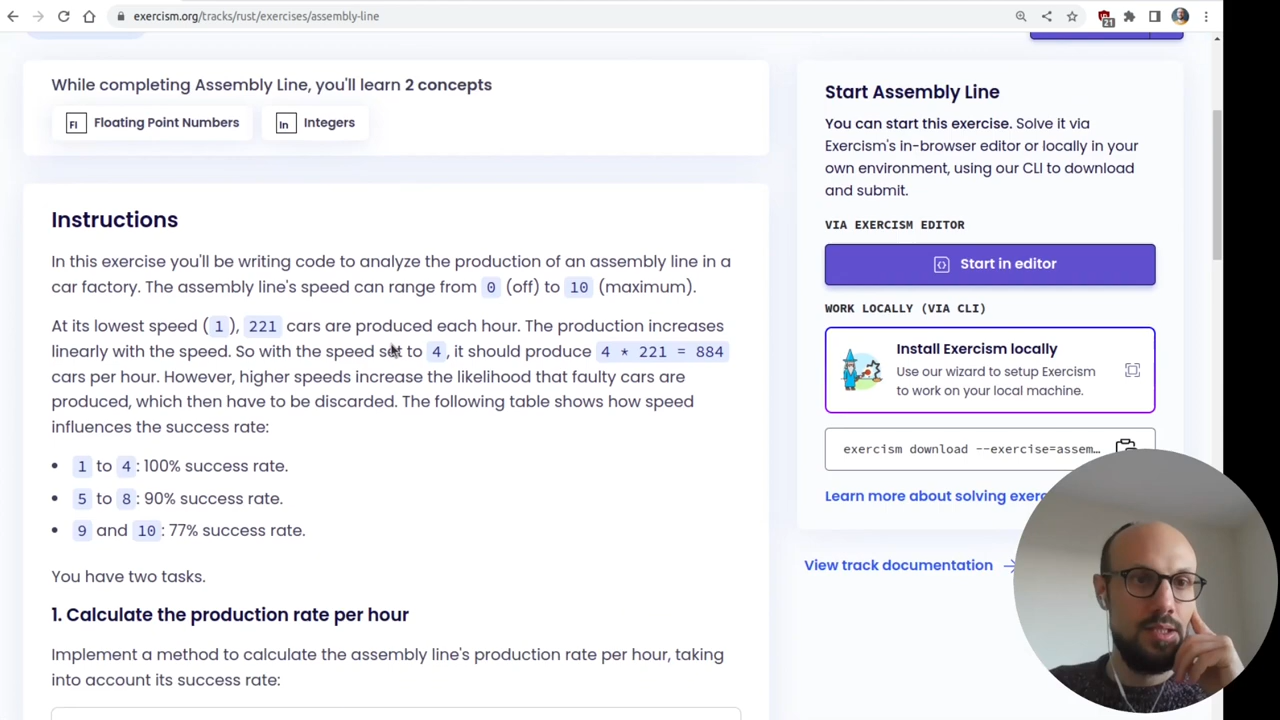 exercism.org/tracks/rust/exercises/assembly-line
21
While completing Assembly Line, you'll learn 2 concepts
Fl Floating Point Numbers
In Integers
Instructions
In this exercise you'll be writing code to analyze the production of an assembly line in a
car factory. The assembly line's speed can range from 0 (off) to 10 (maximum).
At its lowest speed (1), 221 cars are produced each hour. The production increases
linearly with the speed. So with the speed set to 4, it should produce 4 * 221 = 884
cars per hour. However, higher speeds increase the likelihood that faulty cars are
produced, which then have to be discarded. The following table shows how speed
influences the success rate:
• 1 to 4: 100% success rate.
• 5 to 8: 90% success rate.
• 9 and 10: 77% success rate.
You have two tasks.
1. Calculate the production rate per hour
Implement a method to calculate the assembly line's production rate per hour, taking
into account its success rate:
Start Assembly Line
You can start this exercise. Solve it via
Exercism's in-browser editor or locally in your
own environment, using our CLI to download
and submit.
VIA EXERCISM EDITOR
Start in editor
WORK LOCALLY (VIA CLI)
Install Exercism locally
Use our wizard to setup Exercism
to work on your local machine.
exercism download --exercise=assem…
Learn more about solving
View track documentation →